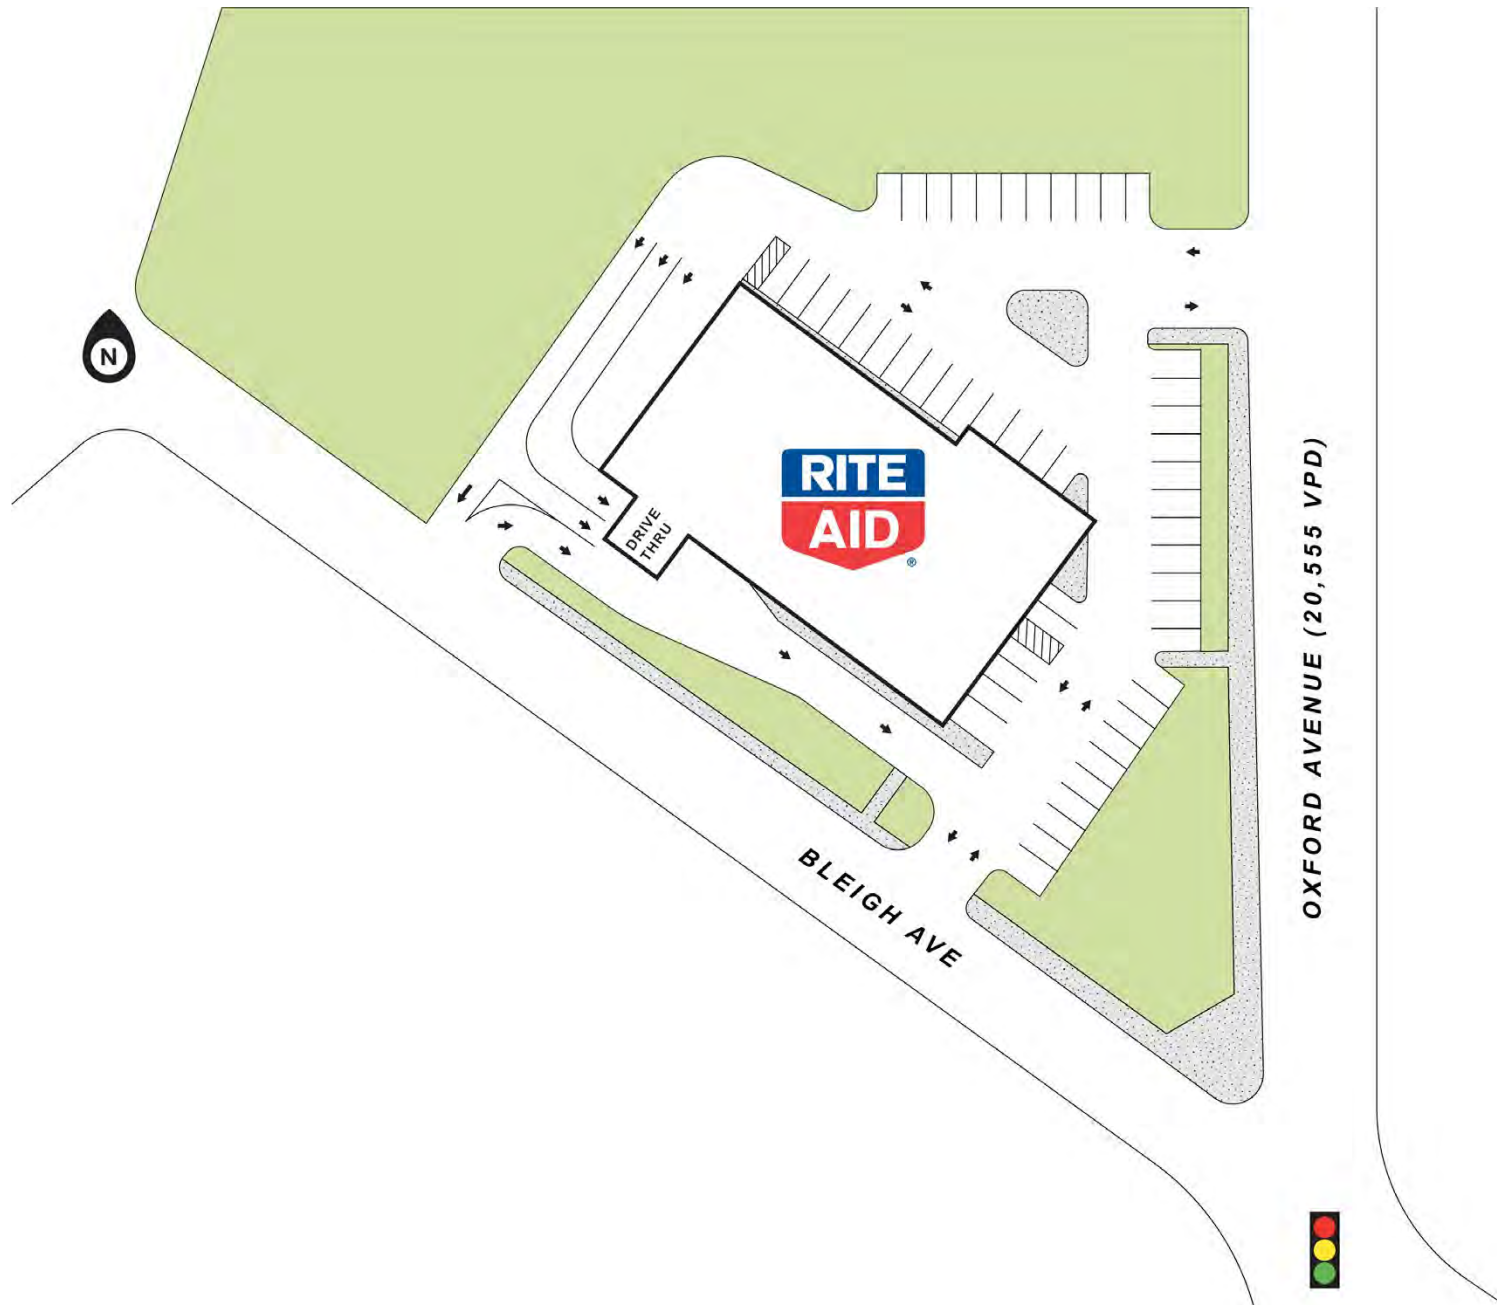 N
RITE
AID
®
DRIVE
THRU
BLEIGH AVE
OXFORD AVENUE (20,555 VPD)